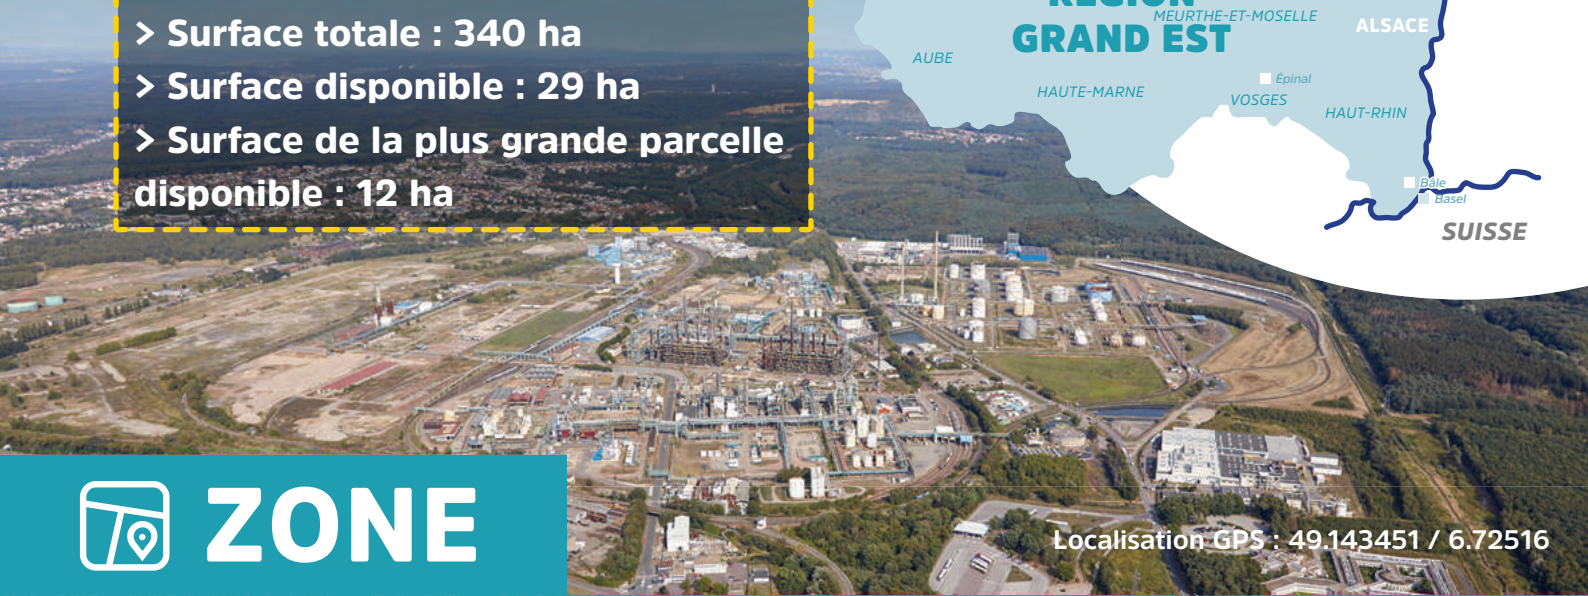 > Surface totale : 340 ha
> Surface disponible : 29 ha
> Surface de la plus grande parcelle
disponible : 12 ha
RÉGION
GRAND EST
MEURTHE-ET-MOSELLE
ALSACE
AUBE
Épinal
HAUTE-MARNE
VOSGES
HAUT-RHIN
Bâle
Basel
SUISSE
ZONE
Localisation GPS : 49.143451 / 6.72516